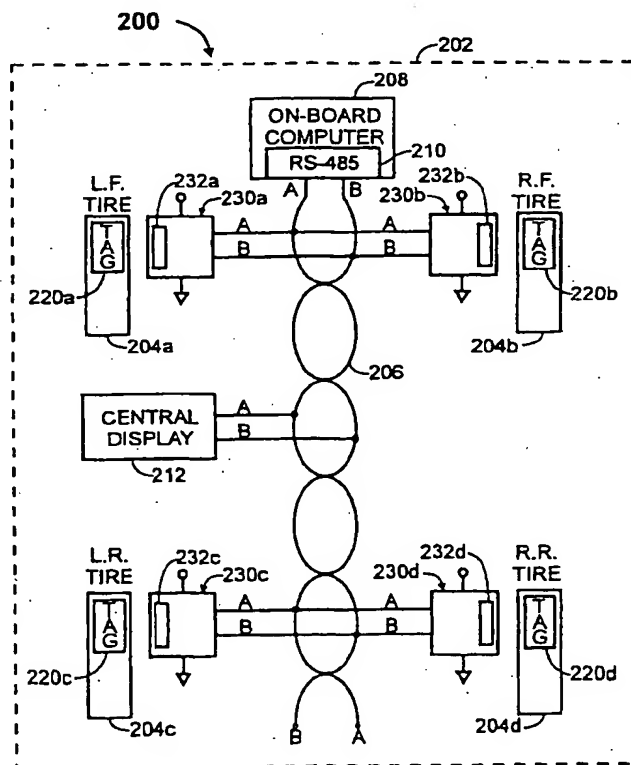 200
202
208
ON-BOARD
COMPUTER
RS-485
210
A B
L.F.
TIRE
232a
230a
A
B
A
B
230b
232b
R.F.
TIRE
TAG
TAG
220a
220b
204a
206
204b
CENTRAL
DISPLAY
A
B
212
L.R.
TIRE
232c
230c
A
B
A
B
230d
232d
R.R.
TIRE
TAG
TAG
220c
220d
204c
204d
B A